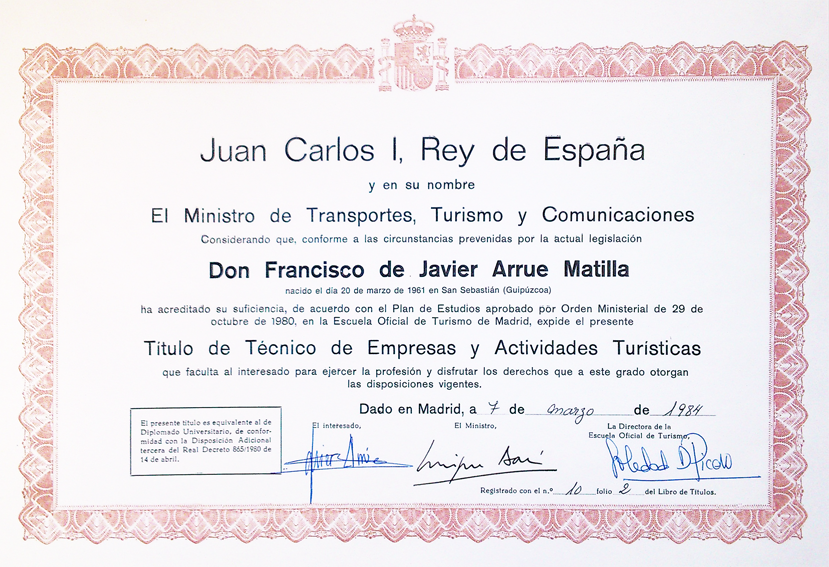 Juan Carlos I, Rey de España
y en su nombre
El Ministro de Transportes, Turismo y Comunicaciones
Considerando que, conforme a las circunstancias prevenidas por la actual legislación
Don Francisco de Javier Arrue Matilla
nacido el día 20 de marzo de 1961 en San Sebastián (Guipúzcoa)
ha acreditado su suficiencia, de acuerdo con el Plan de Estudios aprobado por Orden Ministerial de 29 de
octubre de 1980, en la Escuela Oficial de Turismo de Madrid, expide el presente
Título de Técnico de Empresas y Actividades Turísticas
que faculta al interesado para ejercer la profesión y disfrutar los derechos que a este grado otorgan
las disposiciones vigentes.
Dado en Madrid, a 7 de marzo de 1984
El presente título es equivalente al de
Diplomado Universitario, de confor-
midad con la Disposición Adicional
tercera del Real Decreto 865/1980 de
14 de abril.
El interesado,
El Ministro,
La Directora de la
Escuela Oficial de Turismo,
Enrique
Soledad
Registrado con el n.º 10 folio 2 del Libro de Títulos.